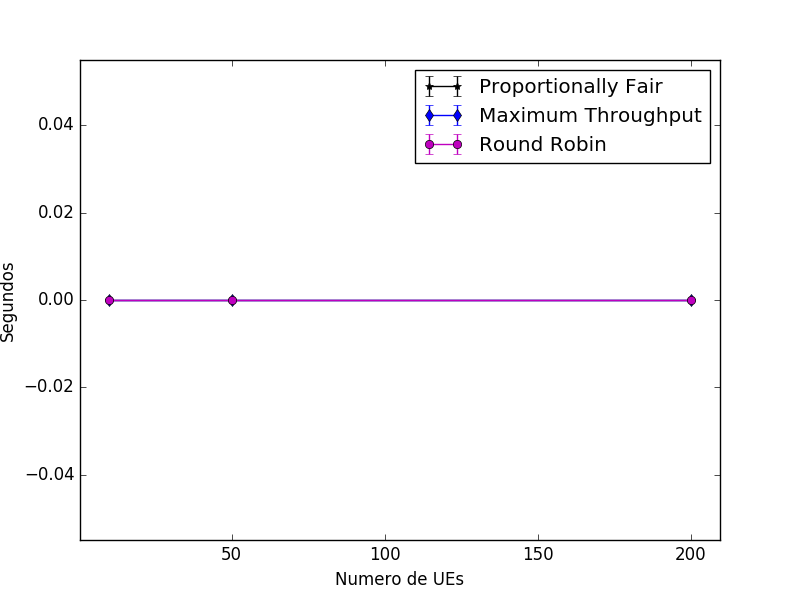 Proportionally Fair
Maximum Throughput
Round Robin
0.04
0.02
0.00
−0.02
−0.04
Segundos
50
100
150
200
Numero de UEs